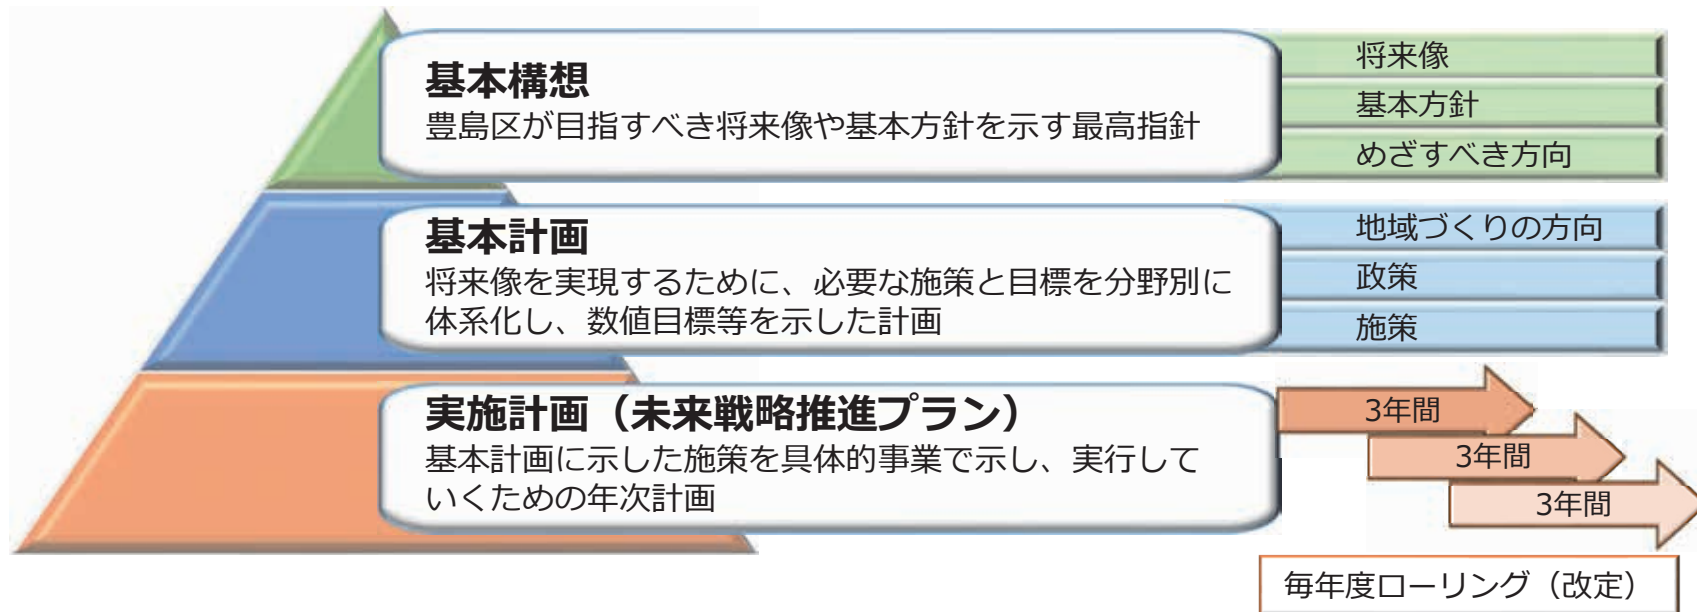 基本構想
豊島区が目指すべき将来像や基本方針を示す最高指針
将来像
基本方針
めざすべき方向
基本計画
将来像を実現するために、必要な施策と目標を分野別に
体系化し、数値目標等を示した計画
地域づくりの方向
政策
施策
実施計画（未来戦略推進プラン）
基本計画に示した施策を具体的事業で示し、実行して
いくための年次計画
3年間
3年間
3年間
毎年度ローリング（改定）